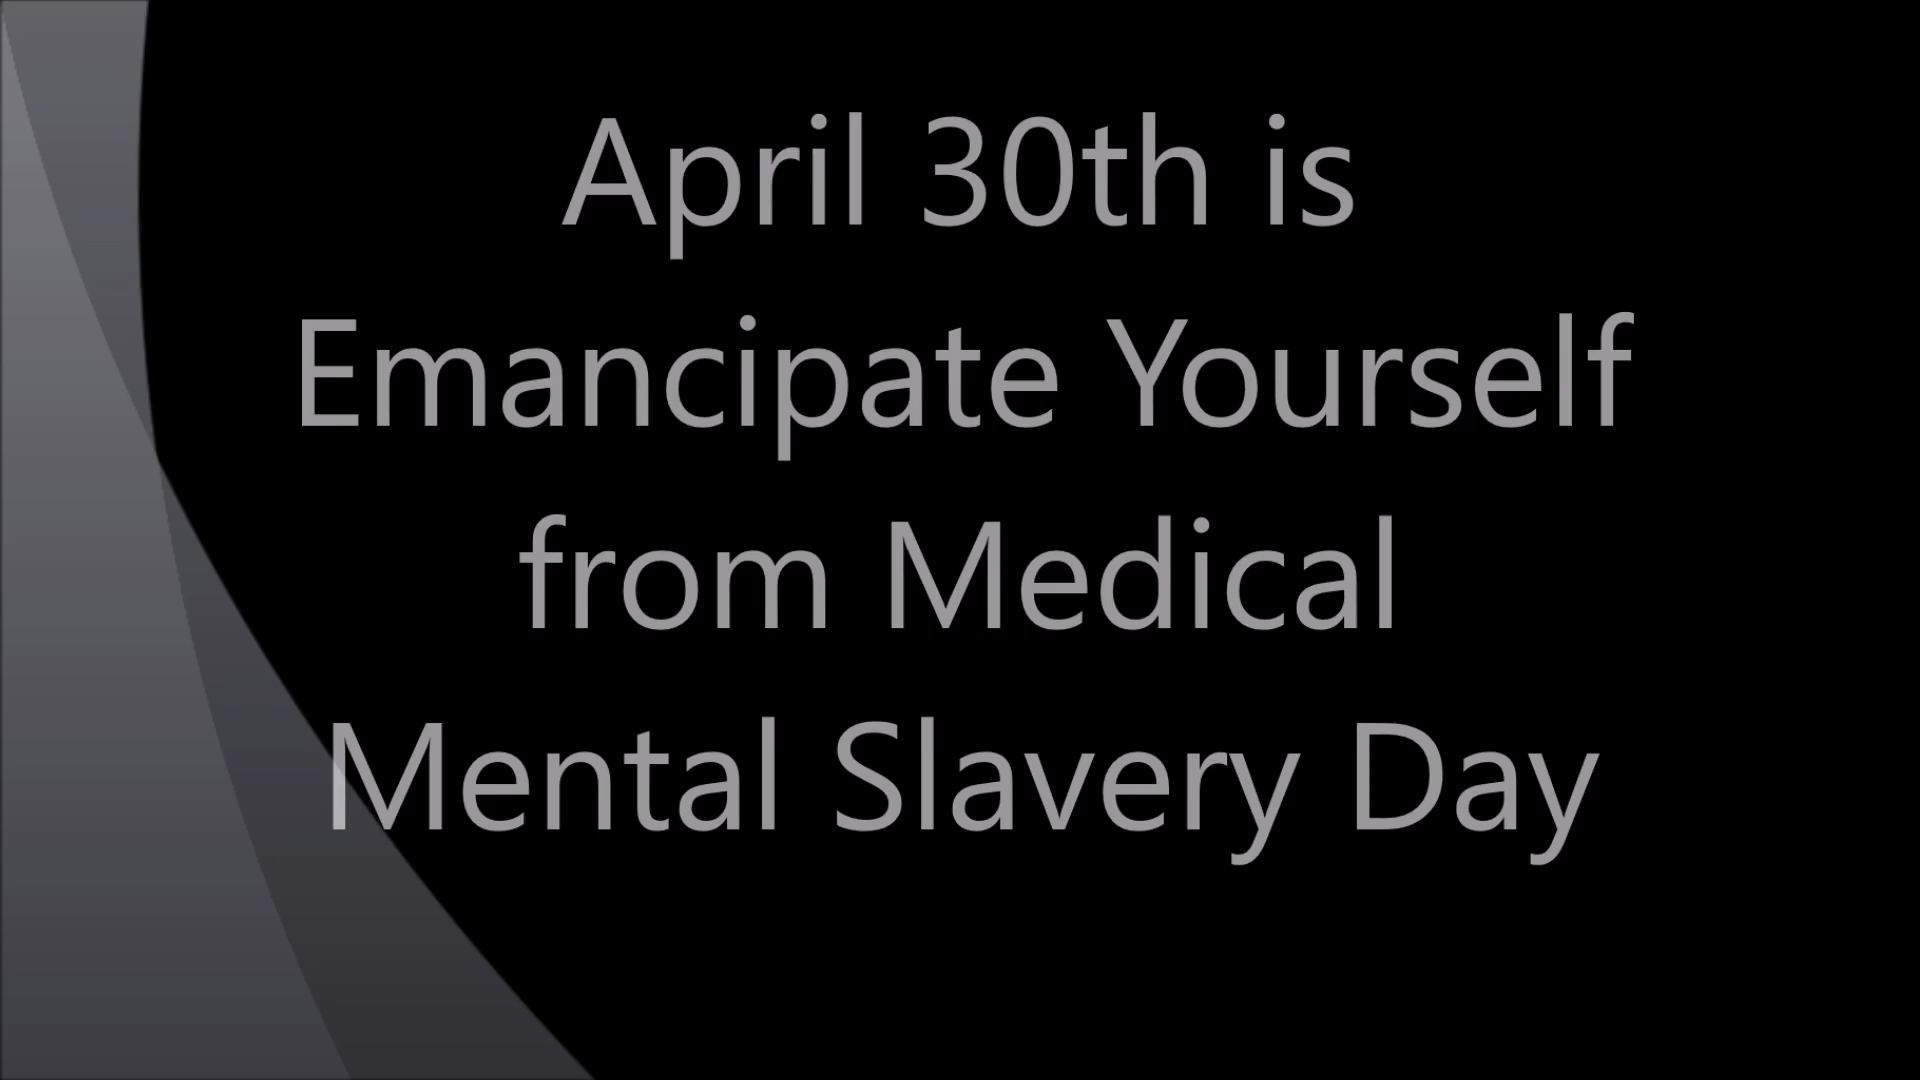 April 30th is
Emancipate Yourself
from Medical
Mental Slavery Day